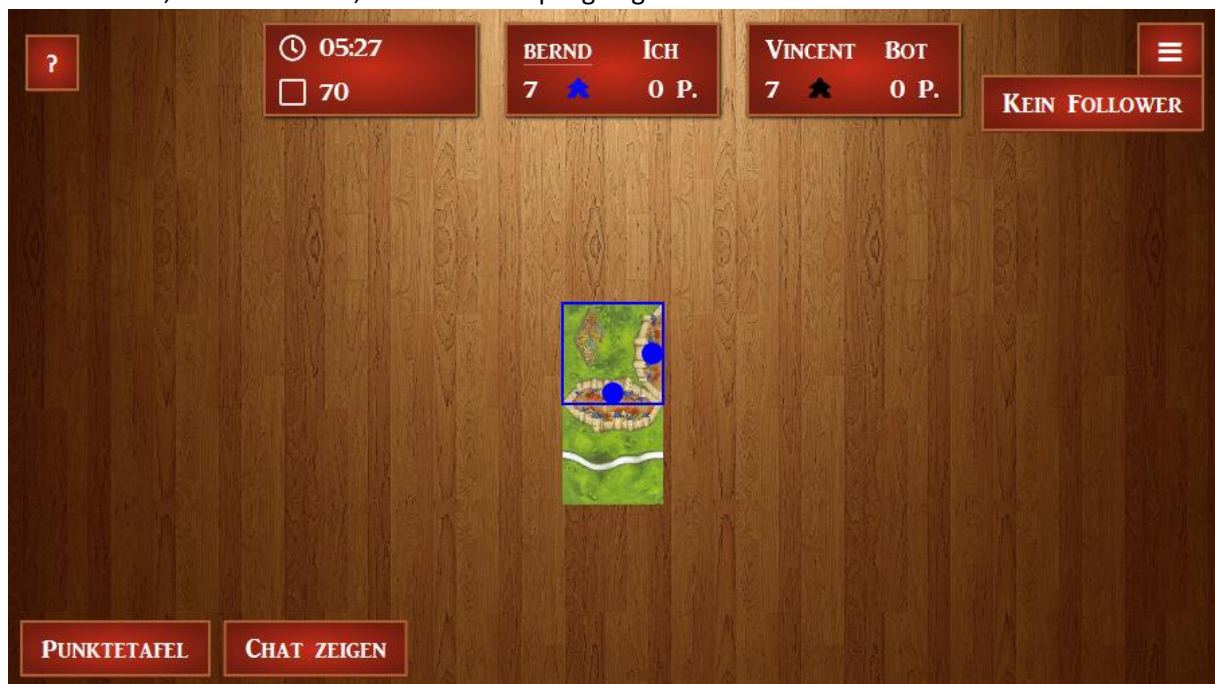 ?
05:27
70
BERND ICH
7 0 P.
VINCENT BOT
7 0 P.
KEIN FOLLOWER
PUNKTETAFEL
CHAT ZEIGEN